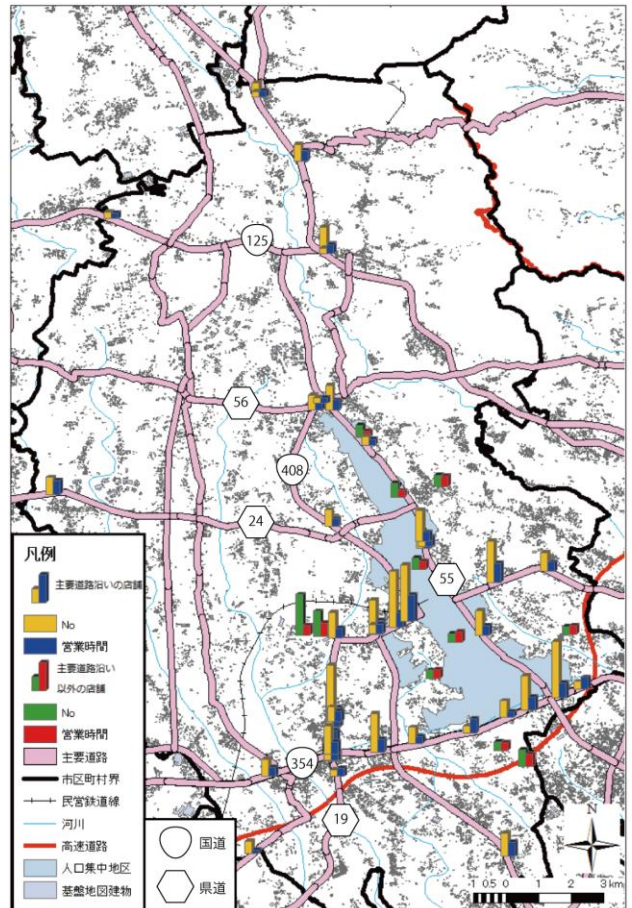 125
56
408
24
55
354
19
凡例
主要道路沿いの店舗
No
営業時間
主要道路沿い
以外の店舗
No
営業時間
主要道路
市区町村界
民営鉄道線
河川
高速道路
人口集中地区
基盤地図建物
国道
県道
N
1 0.5 0 1 2 3 km